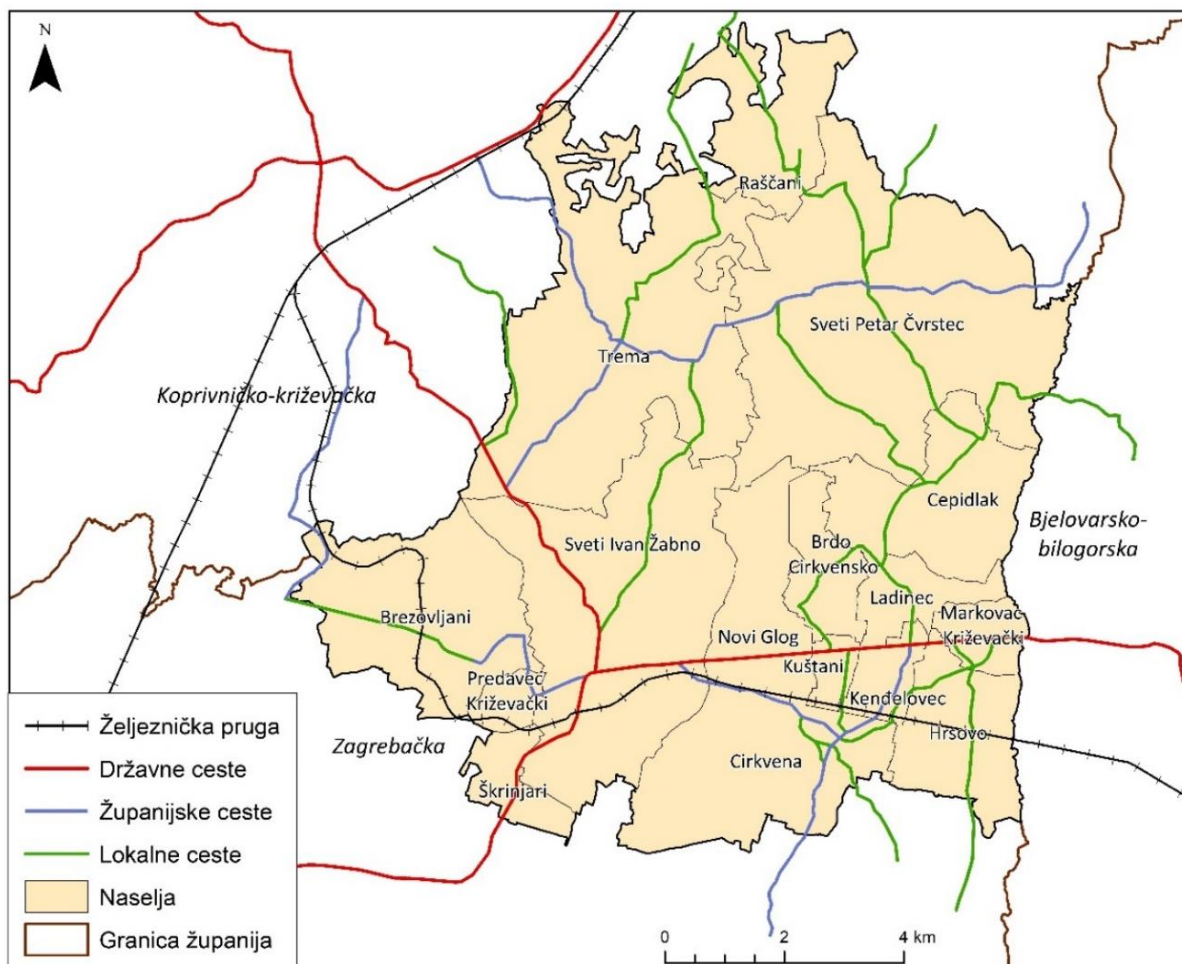 N
Raščani
Sveti Petar Čvrstec
Trema
Koprivničko-križevačka
Cepidlak
Bjelovarsko-
bilogorska
Sveti Ivan Žabno
Brdo
Cirkvensko
Ladinec
Markovac
Križevački
Brezovljani
Novi Glog
Kuštani
Predavec
Križevački
Kenđelovec
Hrsovo
Zagrebačka
Cirkvena
Škrinjari
Željeznička pruga
Državne ceste
Županijske ceste
Lokalne ceste
Naselja
Granica županija
0 2 4 km